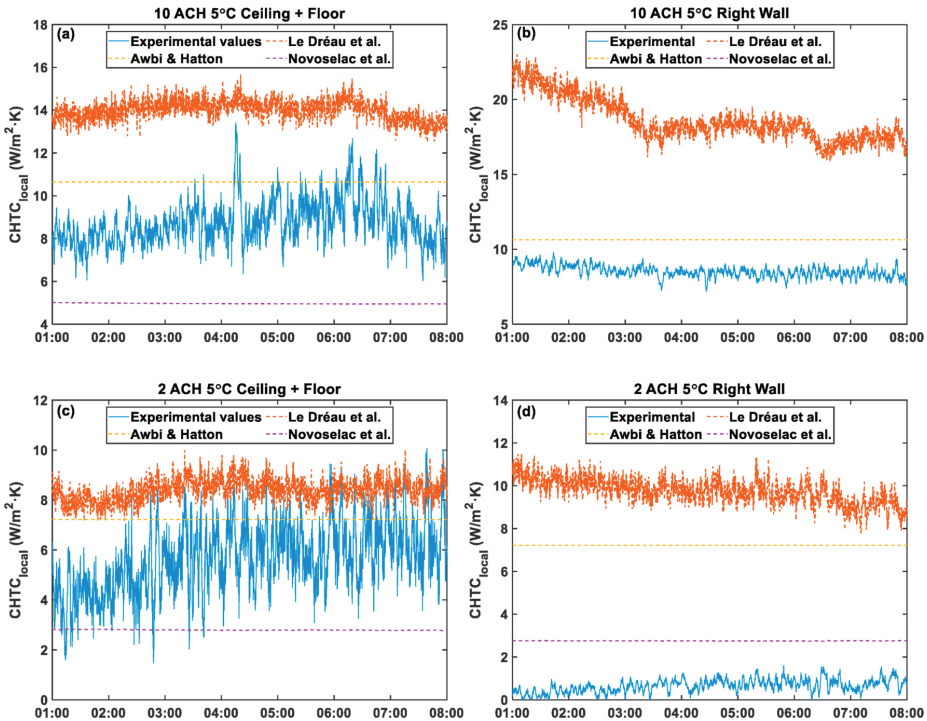 10 ACH 5°C Ceiling + Floor
(a)
Experimental values
Le Dréau et al.
Awbi & Hatton
Novoselac et al.
CHTC_local (W/m²·K)
18
16
14
12
10
8
6
4
01:00 02:00 03:00 04:00 05:00 06:00 07:00 08:00
10 ACH 5°C Right Wall
(b)
Experimental
Le Dréau et al.
Awbi & Hatton
Novoselac et al.
CHTC_local (W/m²·K)
25
20
15
10
5
01:00 02:00 03:00 04:00 05:00 06:00 07:00 08:00
2 ACH 5°C Ceiling + Floor
(c)
Experimental values
Le Dréau et al.
Awbi & Hatton
Novoselac et al.
CHTC_local (W/m²·K)
12
10
8
6
4
2
0
01:00 02:00 03:00 04:00 05:00 06:00 07:00 08:00
2 ACH 5°C Right Wall
(d)
Experimental
Le Dréau et al.
Awbi & Hatton
Novoselac et al.
CHTC_local (W/m²·K)
14
12
10
8
6
4
2
0
01:00 02:00 03:00 04:00 05:00 06:00 07:00 08:00